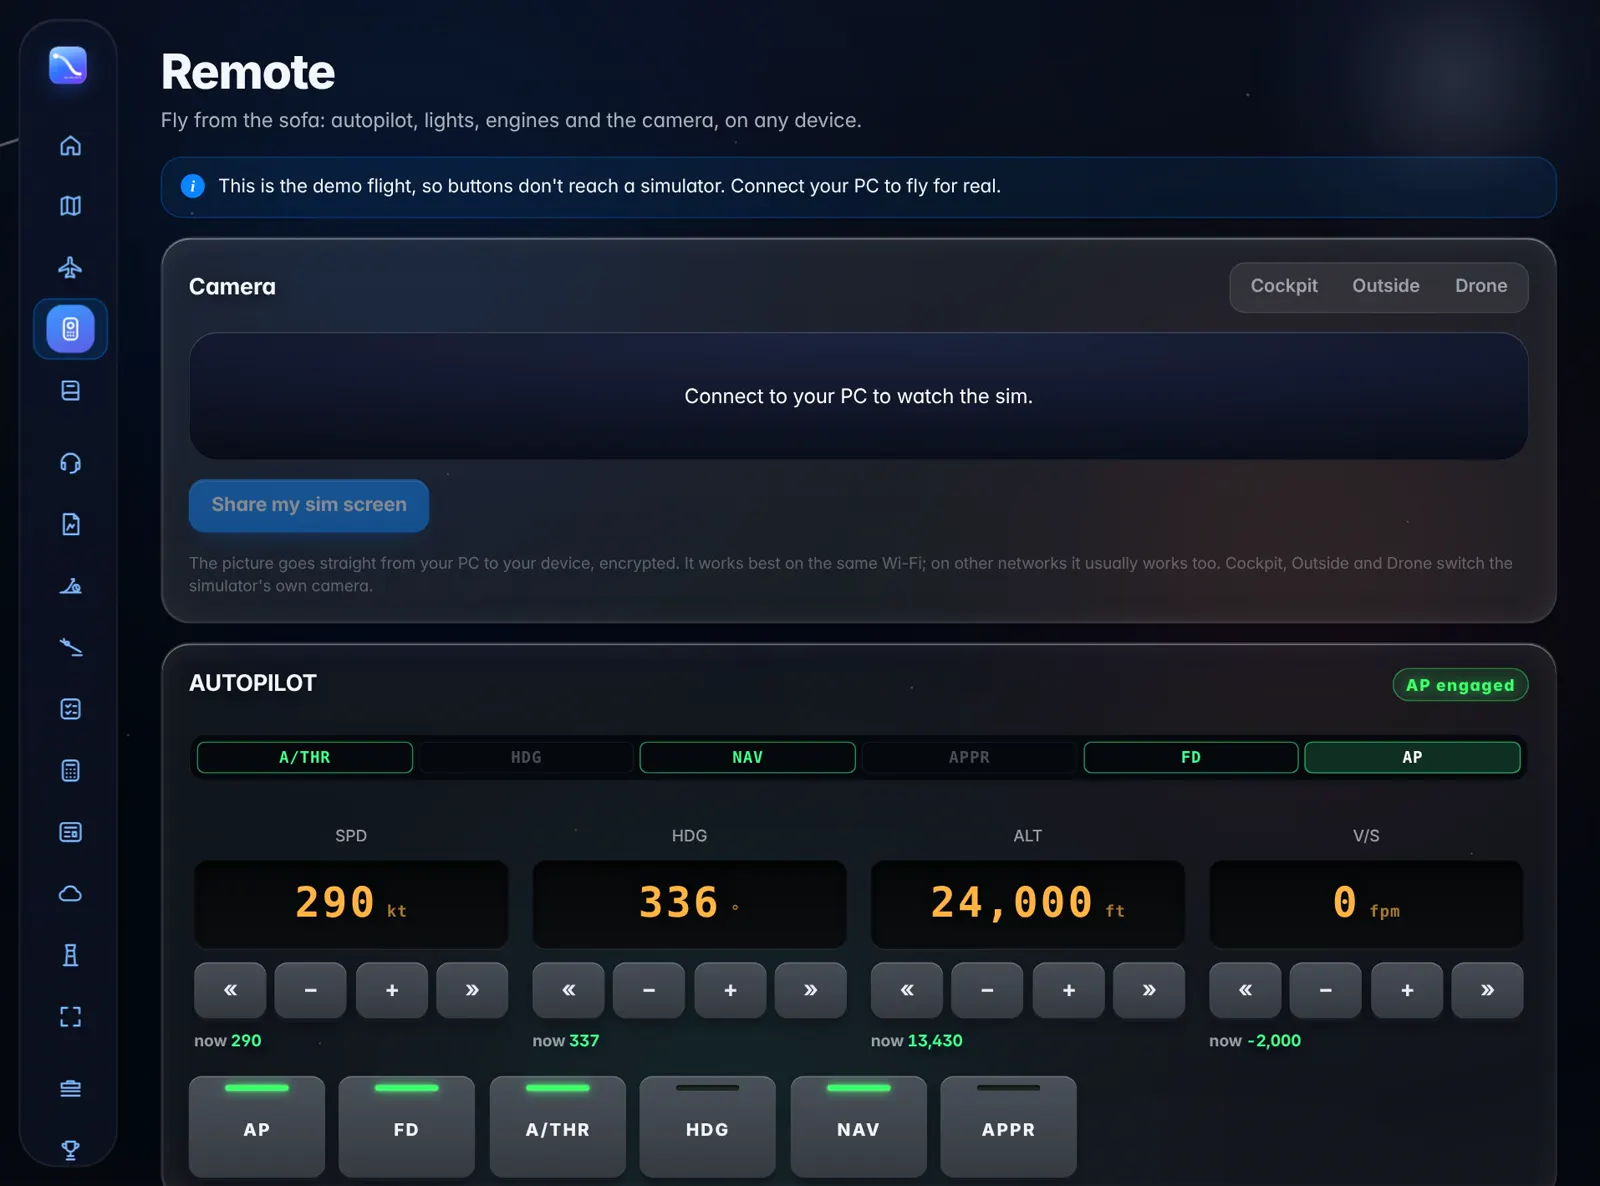 Remote
Fly from the sofa: autopilot, lights, engines and the camera, on any device.
i This is the demo flight, so buttons don't reach a simulator. Connect your PC to fly for real.
Camera
Cockpit Outside Drone
Connect to your PC to watch the sim.
Share my sim screen
The picture goes straight from your PC to your device, encrypted. It works best on the same Wi-Fi; on other networks it usually works too. Cockpit, Outside and Drone switch the
simulator's own camera.
AUTOPILOT
AP engaged
A/THR HDG NAV APPR FD AP
SPD HDG ALT V/S
290 kt 336 ° 24,000 ft 0 fpm
« − + » « − + » « − + » « − + »
now 290 now 337 now 13,430 now -2,000
AP FD A/THR HDG NAV APPR